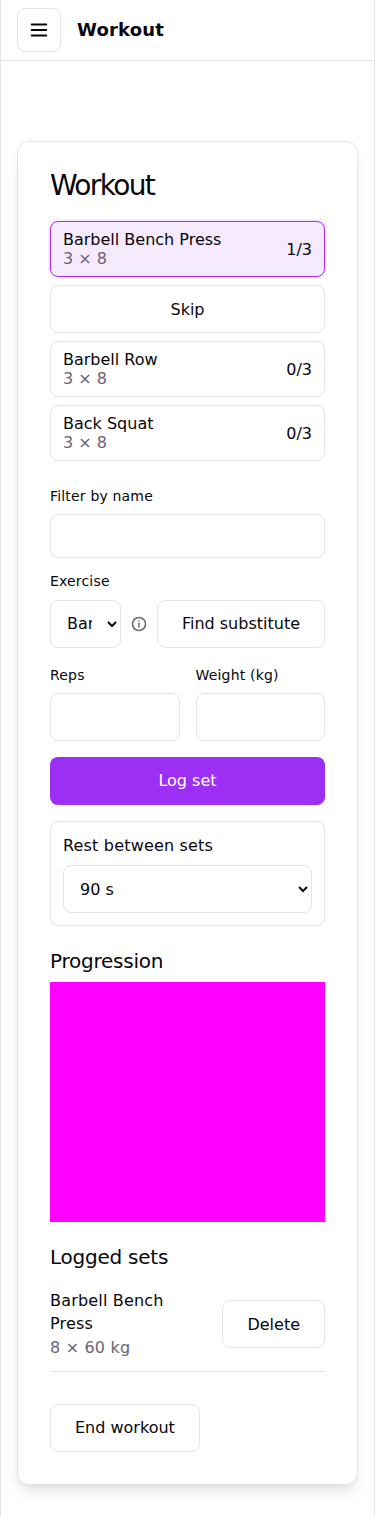 Workout
Workout
Barbell Bench Press
3 × 8
1/3
Skip
Barbell Row
3 × 8
0/3
Back Squat
3 × 8
0/3
Filter by name
Exercise
Bar
Find substitute
Reps
Weight (kg)
Log set
Rest between sets
90 s
Progression
Logged sets
Barbell Bench
Press
8 × 60 kg
Delete
End workout